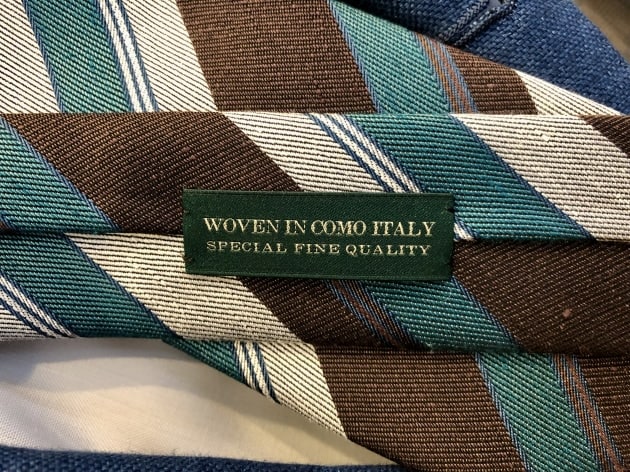 WOVEN IN COMO ITALY
SPECIAL FINE QUALITY